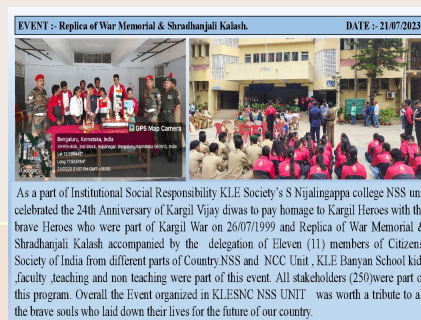 EVENT :- Replica of War Memorial & Shradhanjali Kalash. DATE :- 21/07/2023
GPS Map Camera
Bengaluru, Karnataka, India
Google
As a part of Institutional Social Responsibility KLE Society's S Nijalingappa college NSS un
celebrated the 24th Anniversary of Kargil Vijay diwas to pay homage to Kargil Heroes with th
brave Heroes who were part of Kargil War on 26/07/1999 and Replica of War Memorial &
Shradhanjali Kalash accompanied by the delegation of Eleven (11) members of Citizen
Society of India from different parts of Country.NSS and NCC Unit , KLE Banyan School kid
,faculty ,teaching and non teaching were part of this event. All stakeholders (250)were part o
this program. Overall the Event organized in KLESNC NSS UNIT was worth a tribute to al
the brave souls who laid down their lives for the future of our country.